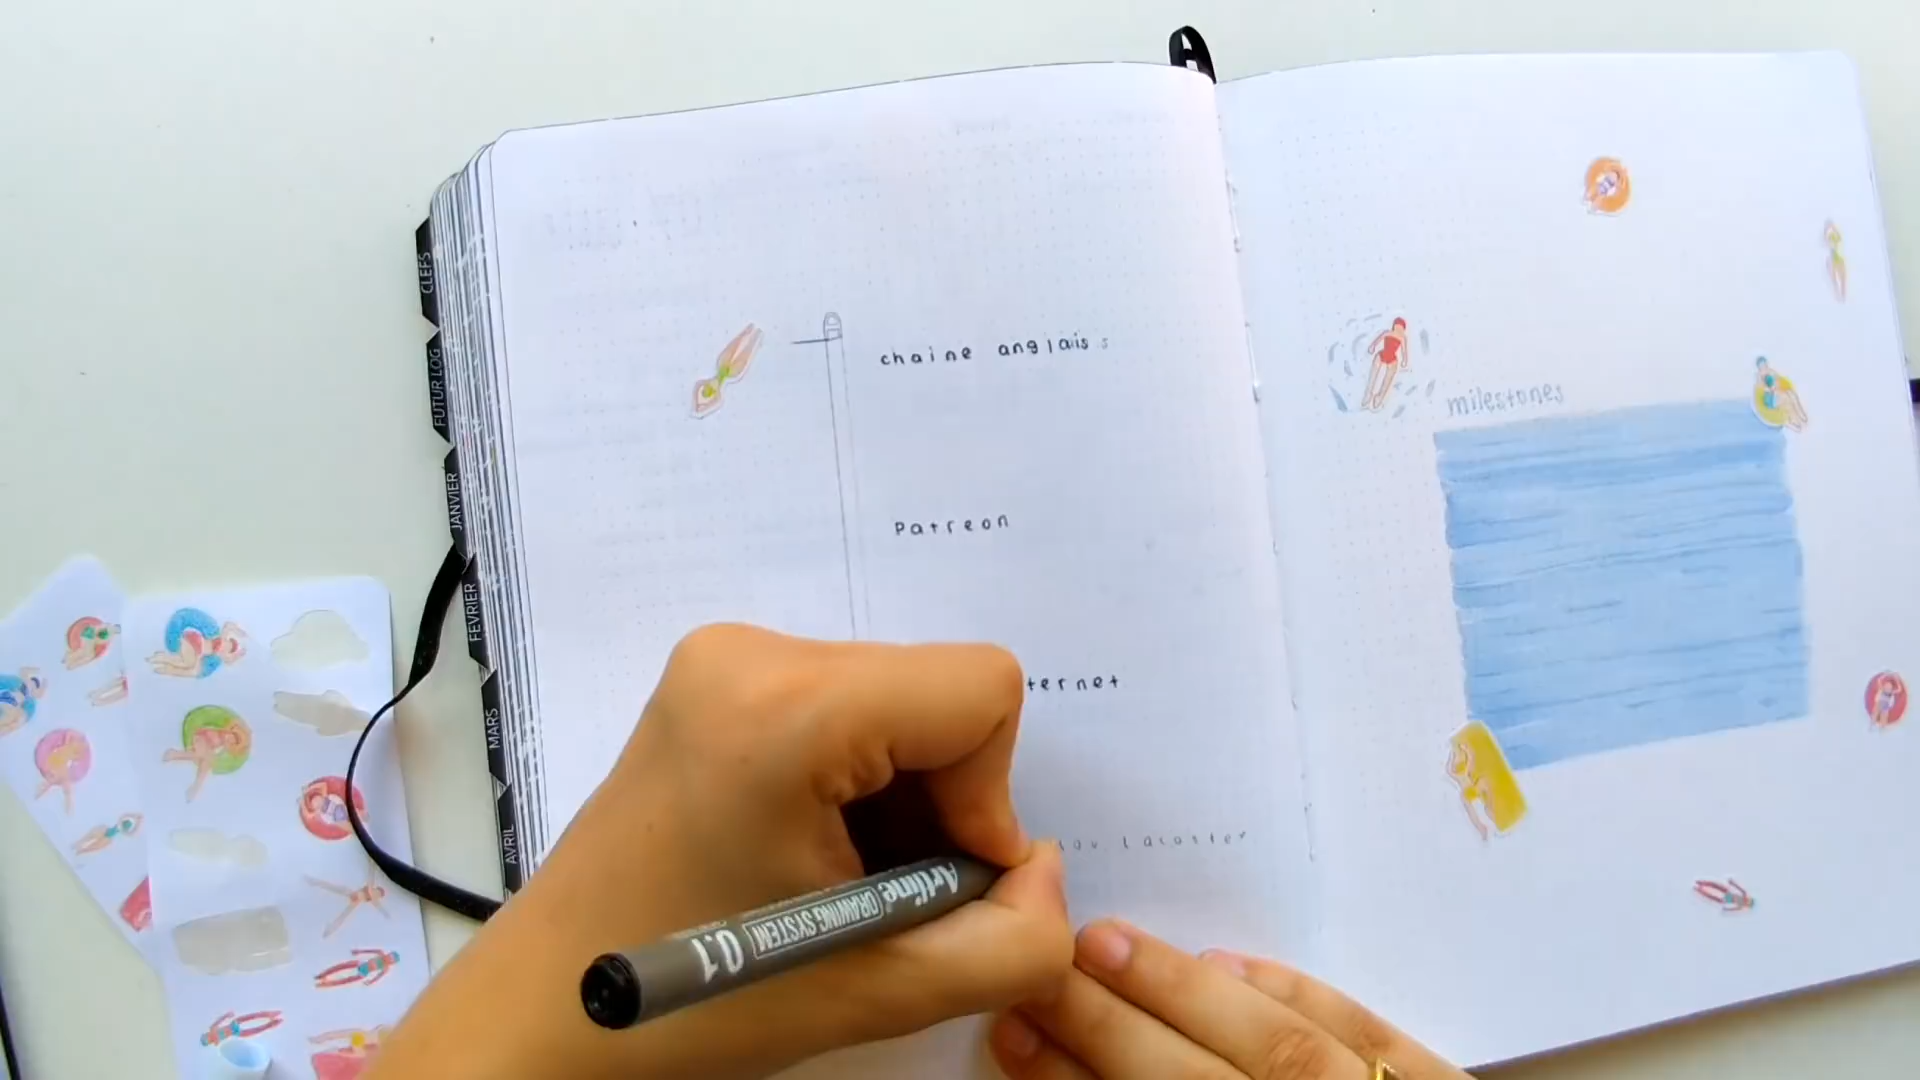 CLEFS
FUTUR LOG
JANVIER
FEVRIER
MARS
AVRIL
chaine anglais
Patreon
ternet
milestones
Artline
DRAWING SYSTEM
0.1